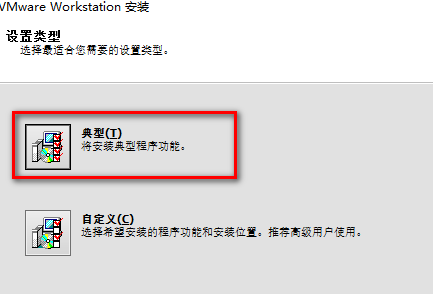 VMware Workstation 安装
设置类型
选择最适合您需要的设置类型。
典型(T)
将安装典型程序功能。
自定义(C)
选择希望安装的程序功能和安装位置。推荐高级用户使用。